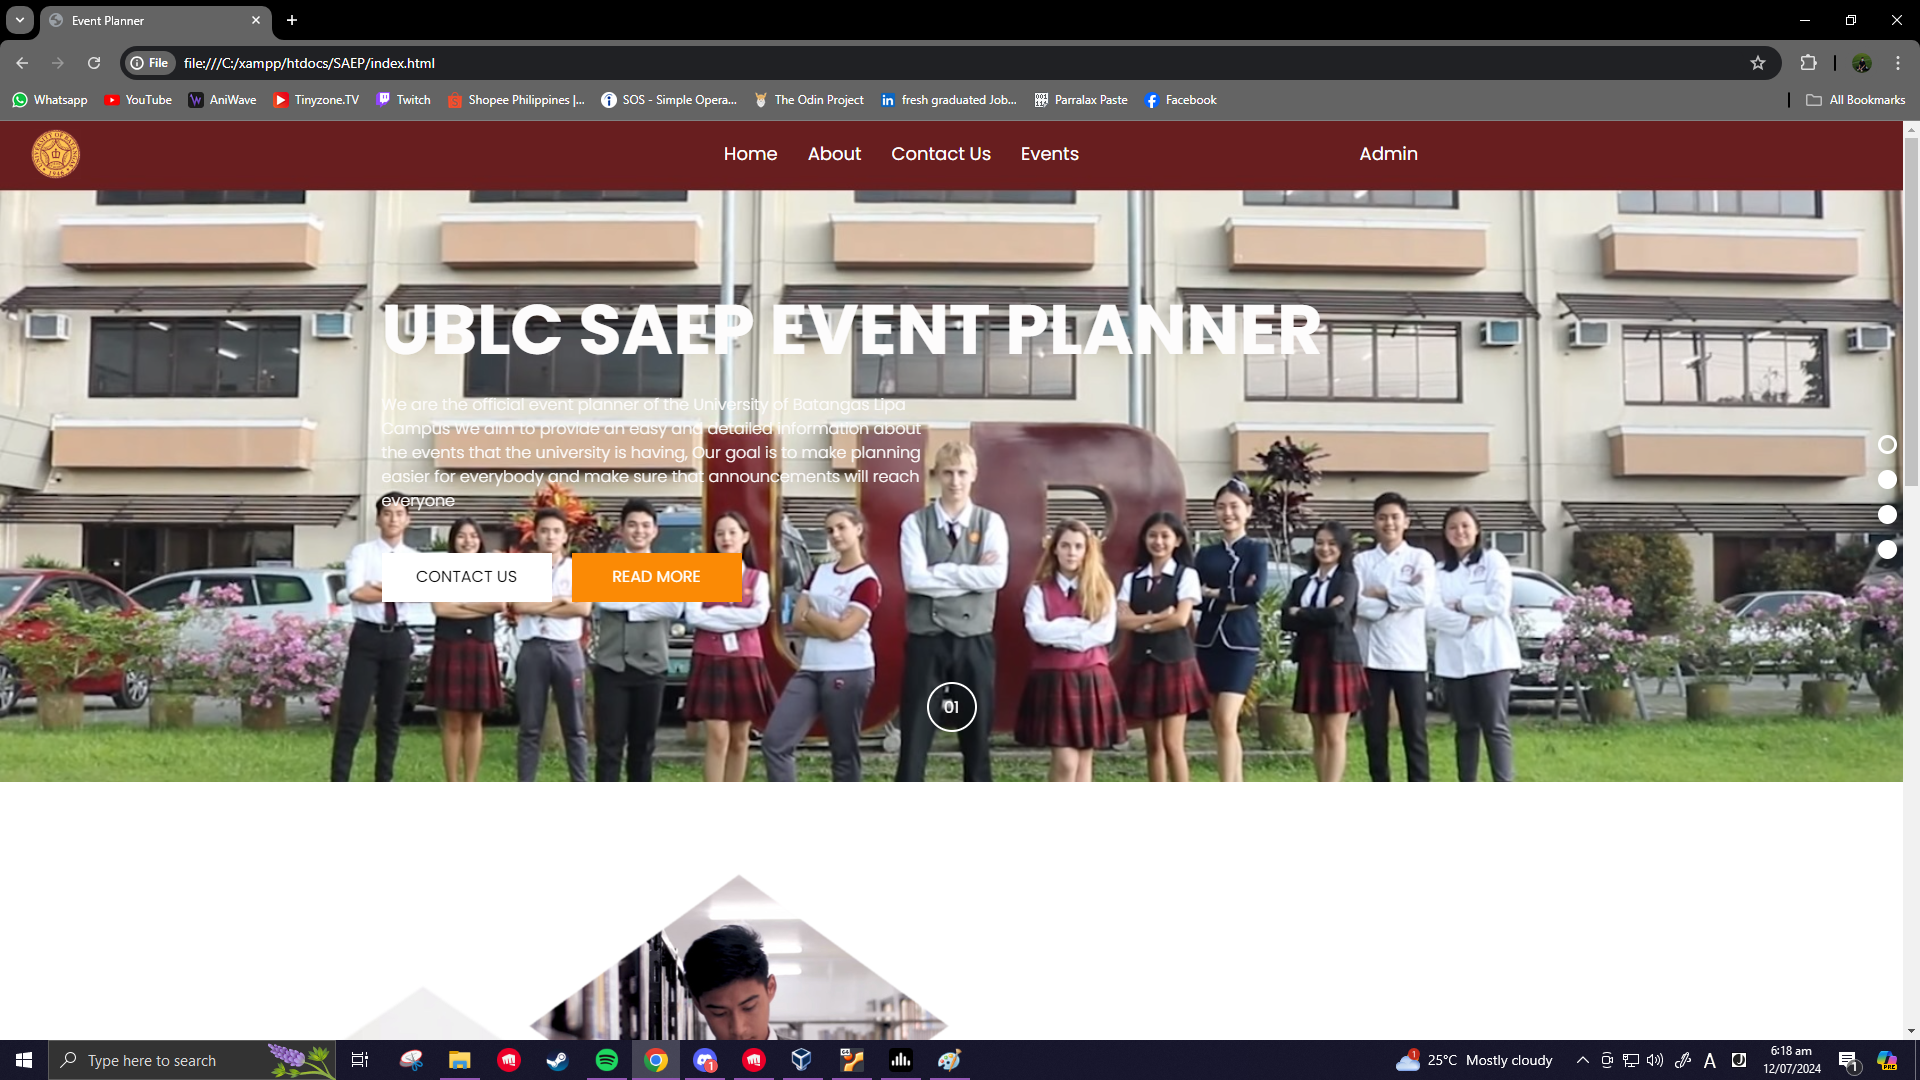 Event Planner
File
file:///C:/xampp/htdocs/SAEP/index.html
Whatsapp
YouTube
AniWave
Tinyzone.TV
Twitch
Shopee Philippines |...
SOS - Simple Opera...
The Odin Project
fresh graduated Job...
Parralax Paste
Facebook
All Bookmarks
Home
About
Contact Us
Events
Admin
UBLC SAEP EVENT PLANNER
We are the official event planner of the University of Batangas Lipa
Campus We aim to provide an easy and detailed information about
the events that the university is having, Our goal is to make planning
easier for everybody and make sure that announcements will reach
everyone
CONTACT US
READ MORE
UB
01
Type here to search
1
1
25°C Mostly cloudy
A
6:18 am
12/07/2024
1
PRE